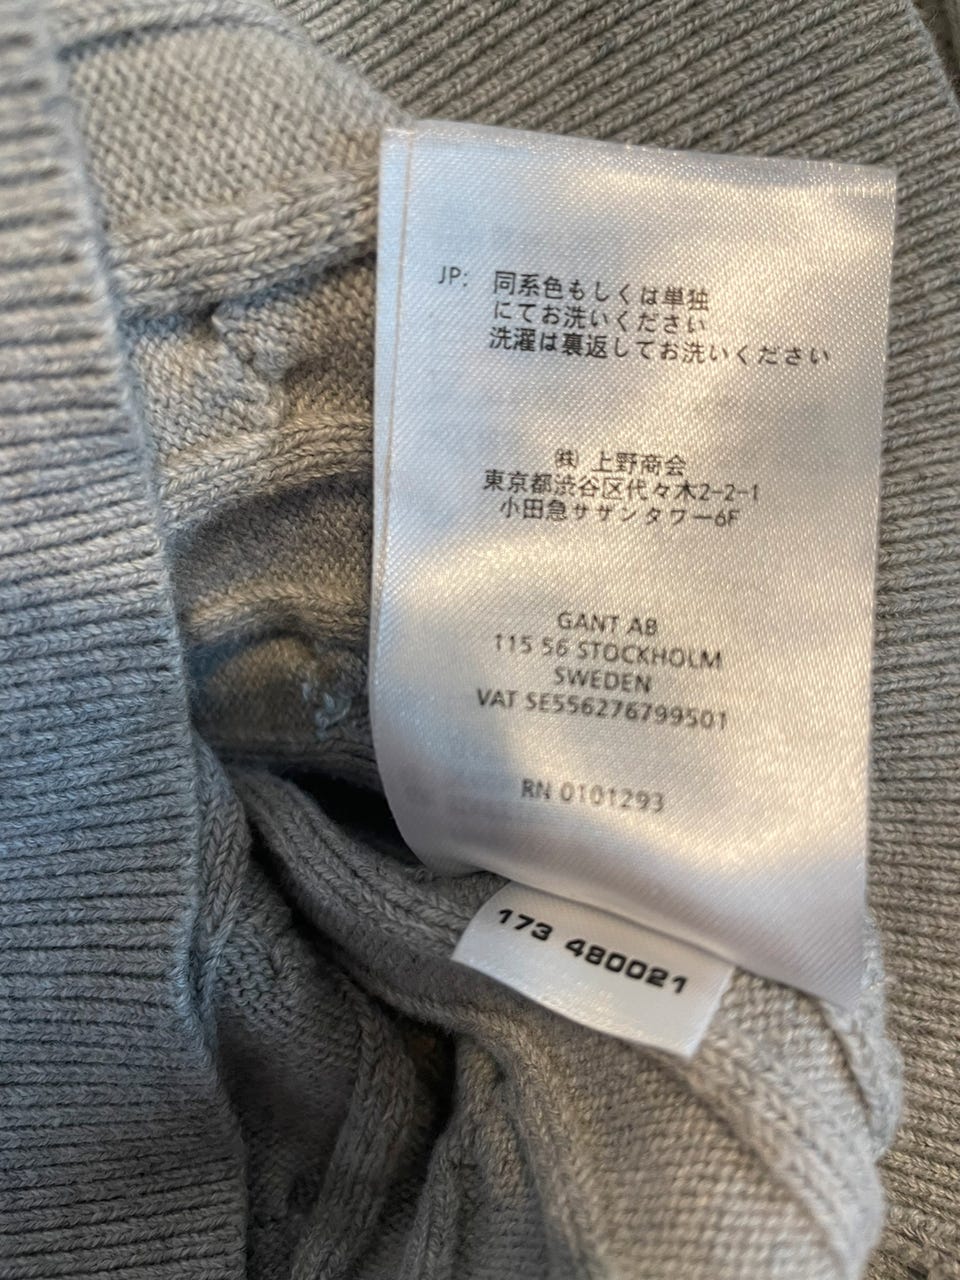 JP: 同系色もしくは単独
にてお洗いください
洗濯は裏返してお洗いください
㈱ 上野商会
東京都渋谷区代々木2-2-1
小田急サザンタワー6F
GANT AB
115 56 STOCKHOLM
SWEDEN
VAT SE556276799501
RN 0101293
173 480021